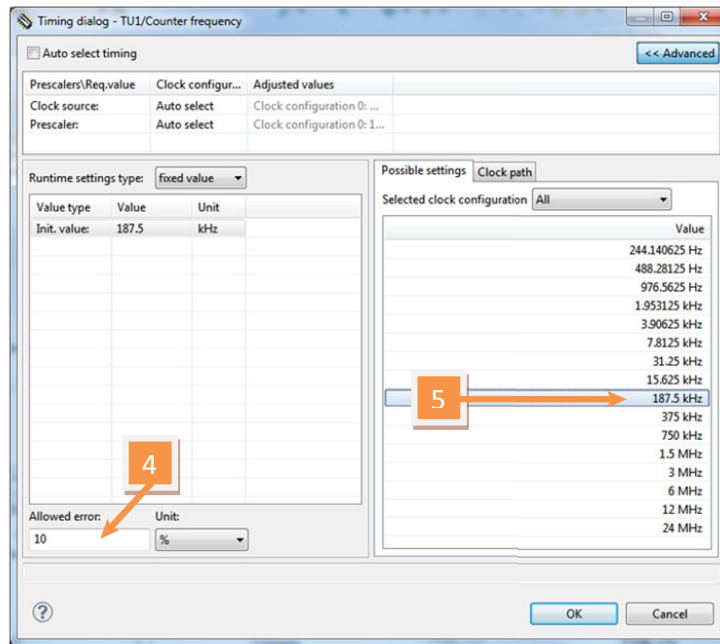 Timing dialog - TU1/Counter frequency
Auto select timing
<< Advanced
Prescalers\Req.value Clock configur... Adjusted values
Clock source: Auto select Clock configuration 0: ...
Prescaler: Auto select Clock configuration 0: 1...
Runtime settings type: fixed value
Value type Value Unit
Init. value: 187.5 kHz
4
Allowed error: Unit:
10 %
Possible settings Clock path
Selected clock configuration All
Value
244.140625 Hz
488.28125 Hz
976.5625 Hz
1.953125 kHz
3.90625 kHz
7.8125 kHz
31.25 kHz
15.625 kHz
5 187.5 kHz
375 kHz
750 kHz
1.5 MHz
3 MHz
6 MHz
12 MHz
24 MHz
?
OK Cancel